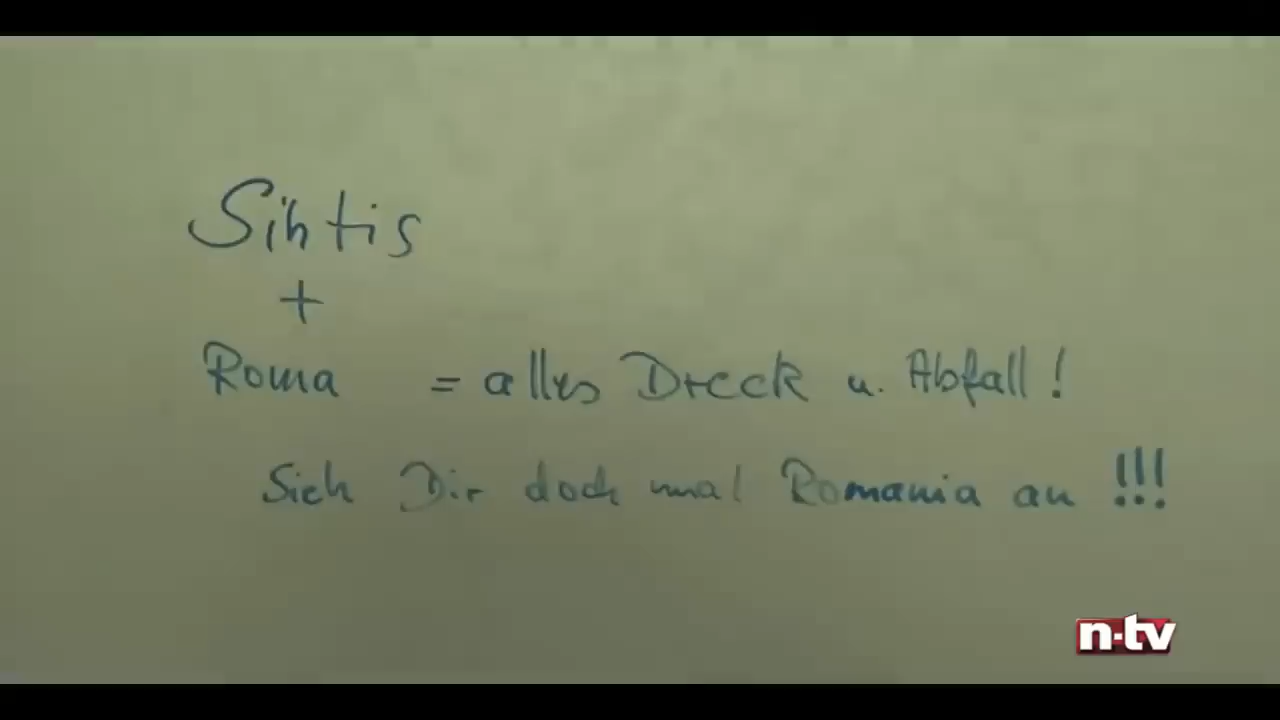 Sintis
+
Roma = alles Dreck u. Abfall!
Sieh Dir doch mal Romania an !!!
n-tv